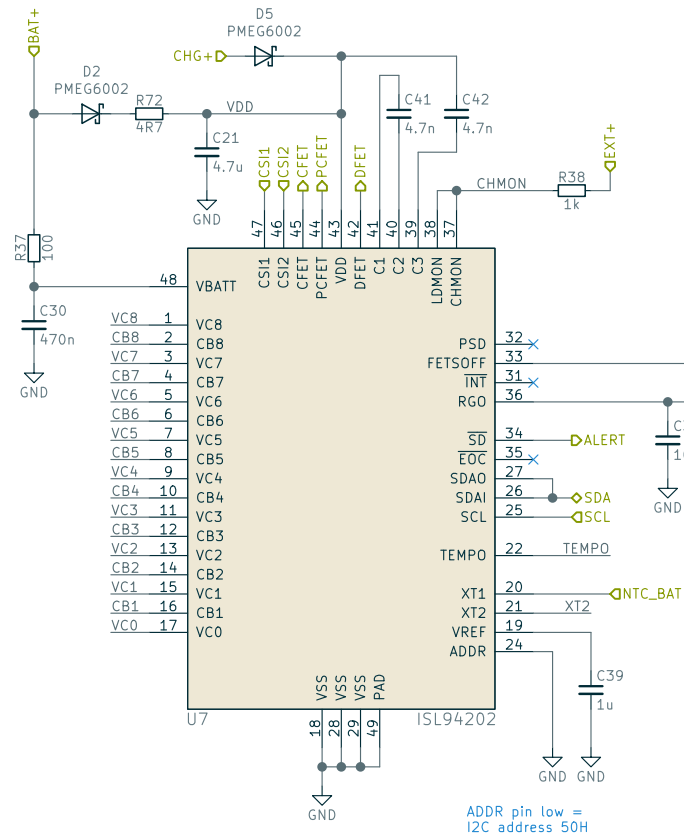 BAT+
D5
PMEG6002
CHG+
D2
PMEG6002
R72
4R7
VDD
C21
4.7u
GND
C41
4.7n
C42
4.7n
CSI1
CSI2
CFET
PCFET
DFET
EXT+
CHMON
R38
1k
47
46
45
44
43
42
41
40
39
38
37
CSI1
CSI2
CFET
PCFET
VDD
DFET
C1
C2
C3
LDMON
CHMON
R37
100
48 VBATT
C30
470n
GND
VC8 1 VC8
CB8 2 CB8
VC7 3 VC7
CB7 4 CB7
VC6 5 VC6
CB6 6 CB6
VC5 7 VC5
CB5 8 CB5
VC4 9 VC4
CB4 10 CB4
VC3 11 VC3
CB3 12 CB3
VC2 13 VC2
CB2 14 CB2
VC1 15 VC1
CB1 16 CB1
VC0 17 VC0
PSD 32
FETSOFF 33
INT 31
RGO 36
SD 34 ALERT
EOC 35
SDAO 27
SDAI 26 SDA
SCL 25 SCL
TEMPO 22 TEMPO
XT1 20 NTC_BAT
XT2 21 XT2
VREF 19
ADDR 24
GND
C39
1u
VSS
VSS
VSS
PAD
U7
ISL94202
18
28
29
49
GND
GND
GND
ADDR pin low =
I2C address 50H